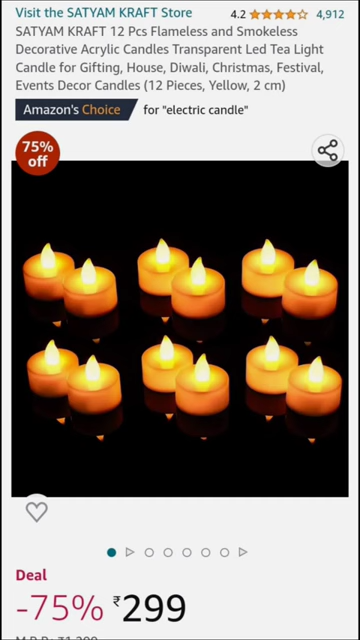 Visit the SATYAM KRAFT Store 4.2 4,912
SATYAM KRAFT 12 Pcs Flameless and Smokeless
Decorative Acrylic Candles Transparent Led Tea Light
Candle for Gifting, House, Diwali, Christmas, Festival,
Events Decor Candles (12 Pieces, Yellow, 2 cm)
Amazon's Choice for "electric candle"
75%
off
Deal
-75% ₹299